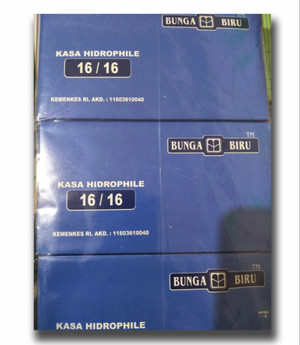 BUNGA BIRU
TM
KASA HIDROPHILE
16 / 16
KEMENKES RI. AKD. : 11603610040
TM
BUNGA BIRU
KASA HIDROPHILE
16 / 16
KEMENKES RI. AKD. : 11603610040
TM
BUNGA BIRU
KASA HIDROPHILE